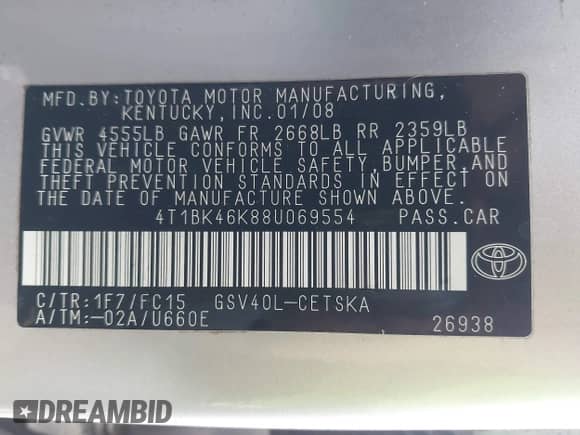 MFD.BY:TOYOTA MOTOR MANUFACTURING,
KENTUCKY, INC.01/08
GVWR 4555LB GAWR FR 2668LB RR 2359LB
THIS VEHICLE CONFORMS TO ALL APPLICABLE
FEDERAL MOTOR VEHICLE SAFETY,BUMPER,AND
THEFT PREVENTION STANDARDS IN EFFECT ON
THE DATE OF MANUFACTURE SHOWN ABOVE.
4T1BK46K88U069554 PASS.CAR
C/TR:1F7/FC15 GSV40L-CETSKA
A/TM:-02A/U660E 26938
DREAMBID